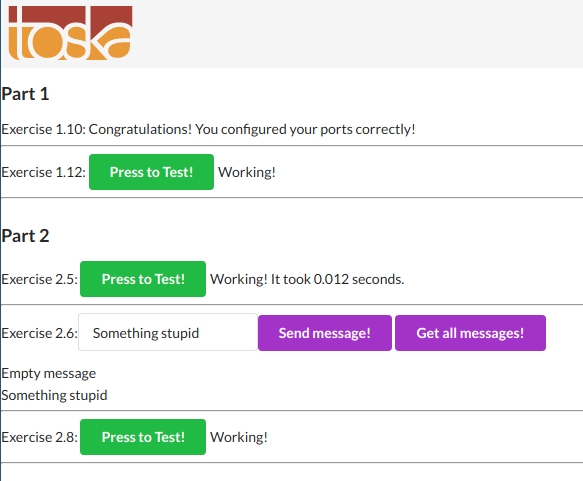 toska
Part 1
Exercise 1.10: Congratulations! You configured your ports correctly!
Exercise 1.12: Press to Test! Working!
Part 2
Exercise 2.5: Press to Test! Working! It took 0.012 seconds.
Exercise 2.6: Something stupid Send message! Get all messages!
Empty message
Something stupid
Exercise 2.8: Press to Test! Working!